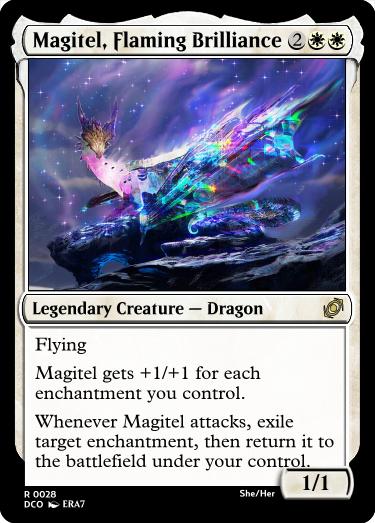 Magitel, Flaming Brilliance 2
Legendary Creature — Dragon
Flying
Magitel gets +1/+1 for each
enchantment you control.
Whenever Magitel attacks, exile
target enchantment, then return it to
the battlefield under your control.
1/1
R 0028
DCO ERA7
She/Her